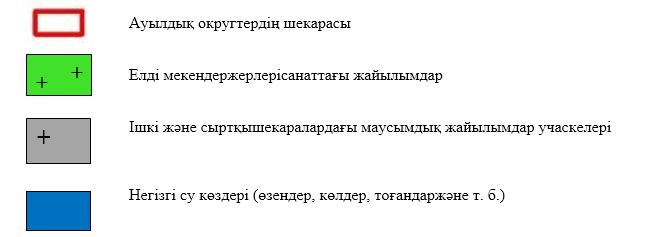 Ауылдық округтердің шекарасы
Елді мекендержерлерісанаттағы жайылымдар
Ішкі және сыртқышекаралардағы маусымдық жайылымдар учаскелері
Негізгі су көздері (өзендер, көлдер, тоғандаржәне т. б.)